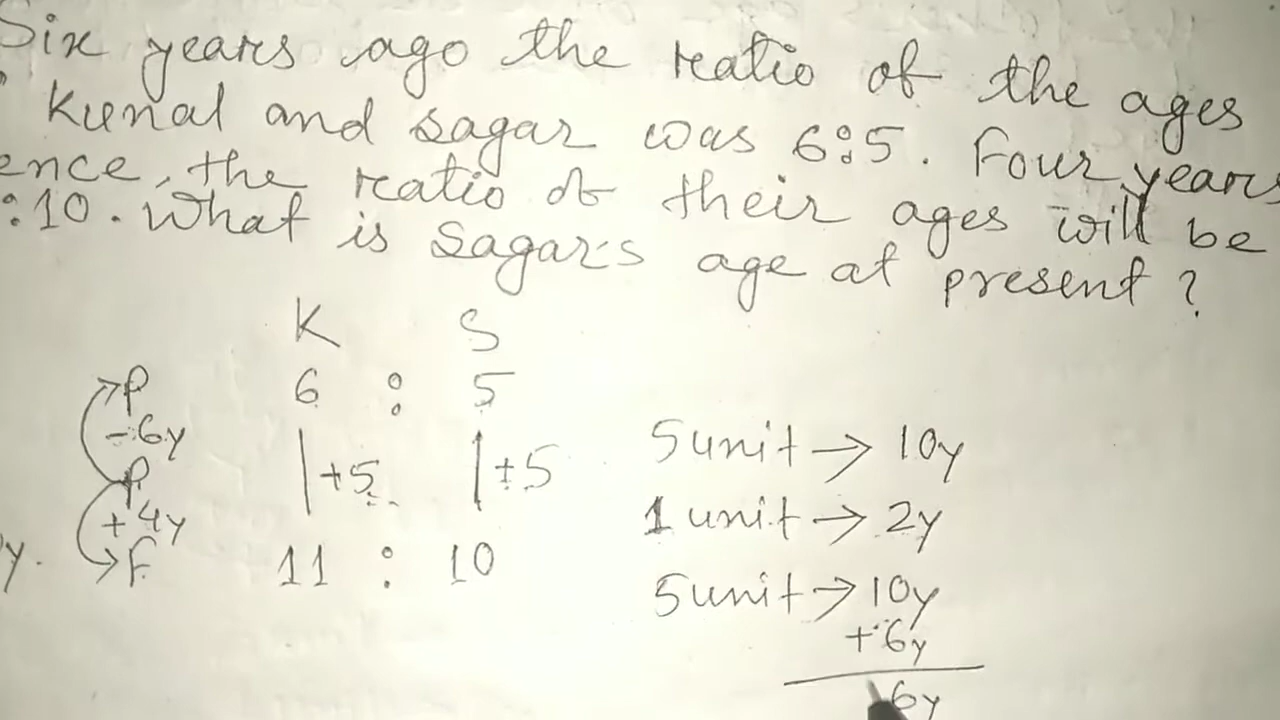 Six years ago the ratio of the ages
Kunal and Sagar was 6:5. Four years
ence, the ratio of their ages will be
:10. What is Sagar's age at present?
K S
P 6 : 5
-6y
P |+5 |+5
+4y
y. F 11 : 10
5unit → 10y
1 unit → 2y
5unit → 10y
+6y
6y